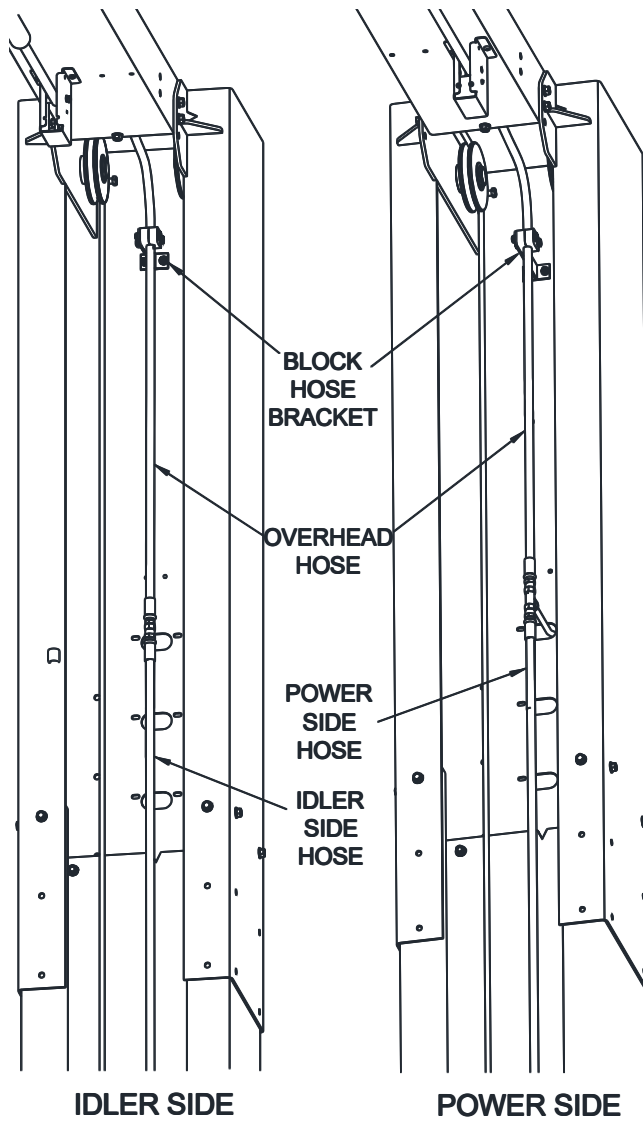 BLOCK
HOSE
BRACKET
OVERHEAD
HOSE
POWER
SIDE
HOSE
IDLER
SIDE
HOSE
IDLER SIDE
POWER SIDE